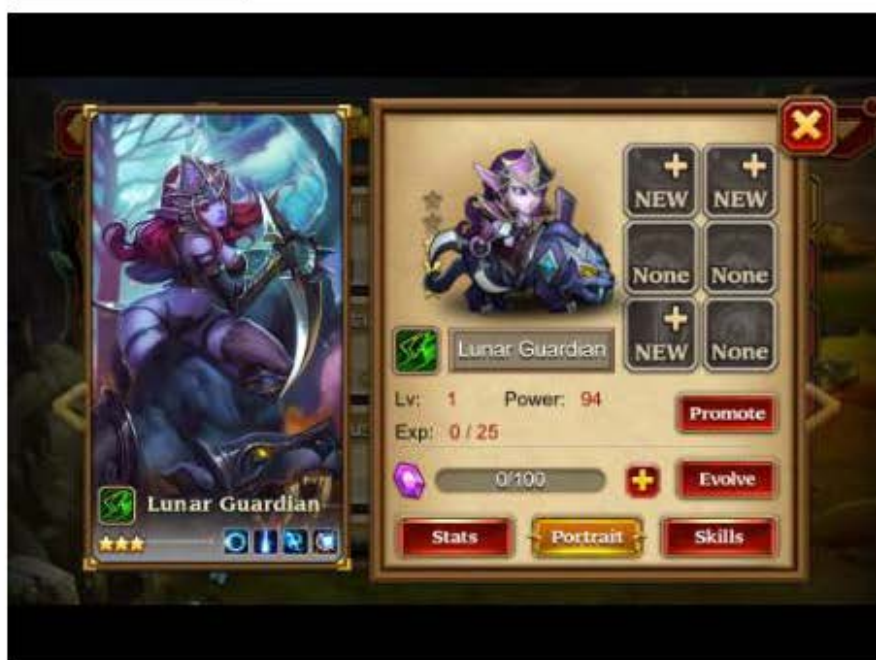 NEW NEW
None None
NEW None
Lunar Guardian
Lv: 1 Power: 94
Promote
Exp: 0 / 25
0/100
Evolve
Lunar Guardian
Stats Portrait Skills